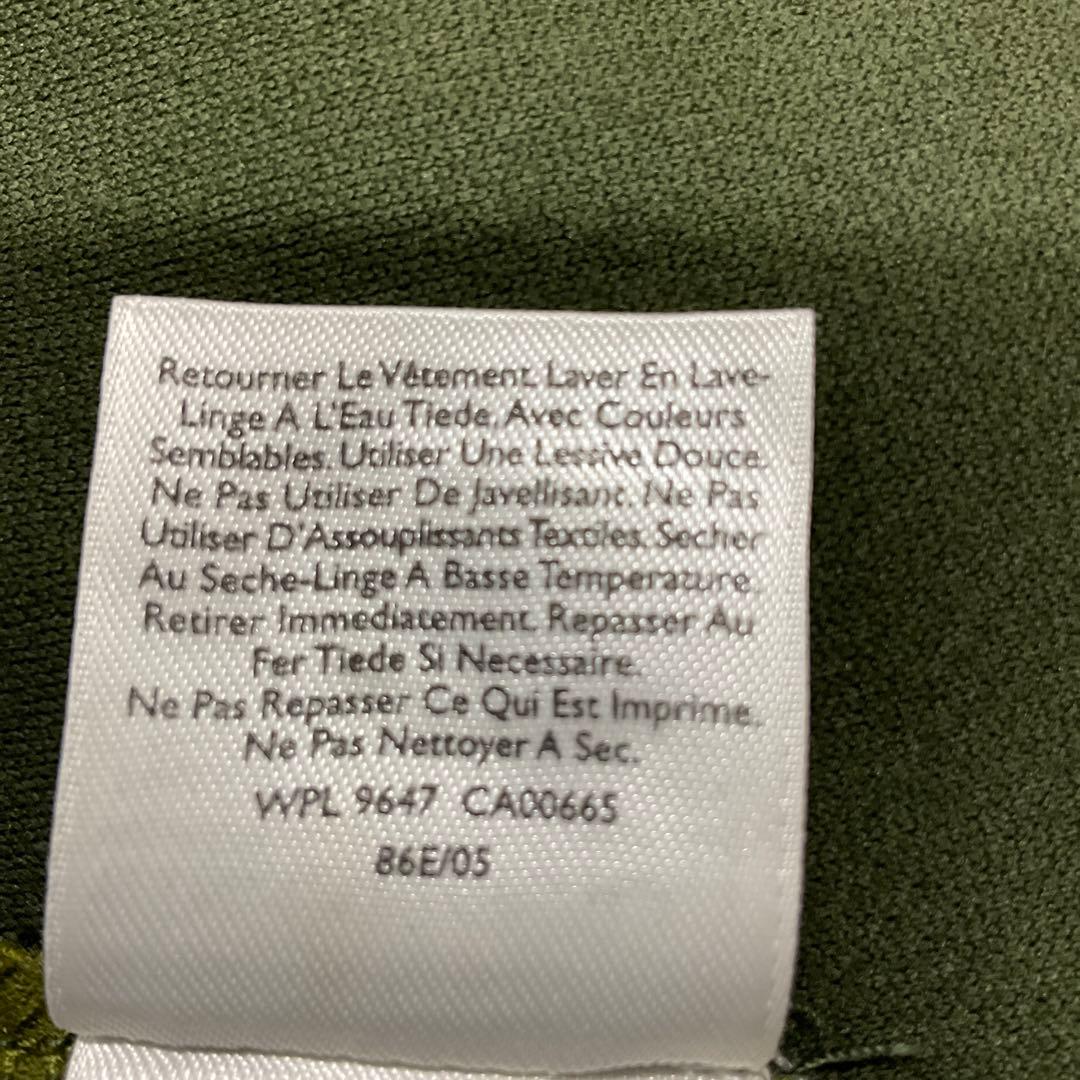 Retourner Le Vêtement. Laver En Lave-
Linge A L'Eau Tiede. Avec Couleurs
Semblables. Utiliser Une Lessive Douce.
Ne Pas Utiliser De Javellisant. Ne Pas
Utiliser D'Assouplissants Textiles. Secher
Au Seche-Linge A Basse Temperature.
Retirer Immediatement. Repasser Au
Fer Tiede Si Necessaire.
Ne Pas Repasser Ce Qui Est Imprime.
Ne Pas Nettoyer A Sec.
WPL 9647 CA00665
86E/05